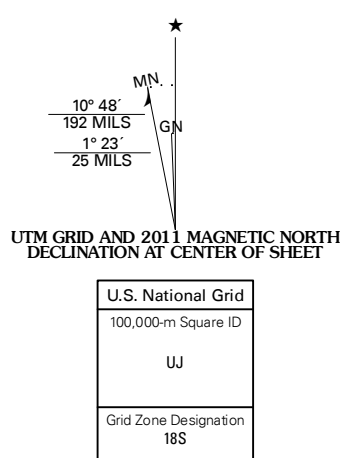 ★
MN
GN
10° 48´
192 MILS
1° 23´
25 MILS
UTM GRID AND 2011 MAGNETIC NORTH
DECLINATION AT CENTER OF SHEET
U.S. National Grid
100,000-m Square ID
UJ
Grid Zone Designation
18S